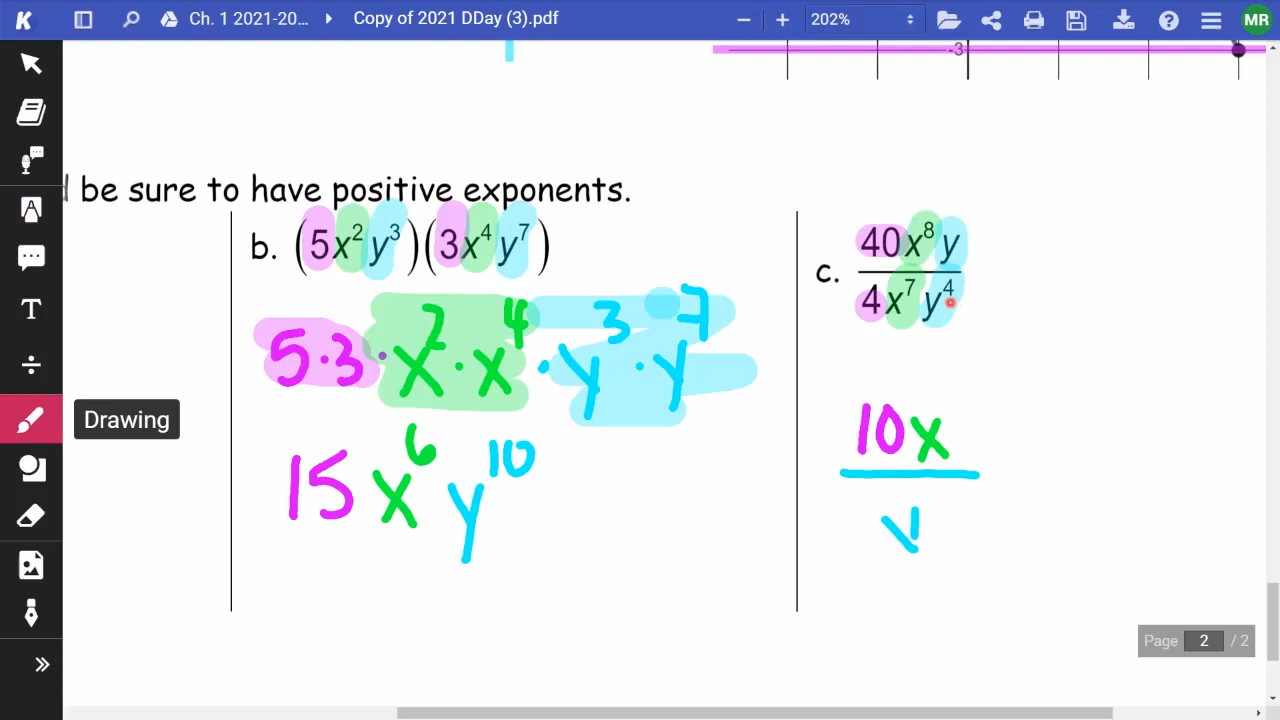 K Ch. 1 2021-20... Copy of 2021 DDay (3).pdf 202% MR
-3
be sure to have positive exponents.
b. (5x²y³)(3x⁴y⁷)
5·3·x²·x⁴·y³·y⁷
15x⁶y¹⁰
c. 40x⁸y
4x⁷y⁴
10x
y
T
Drawing
Page 2 / 2